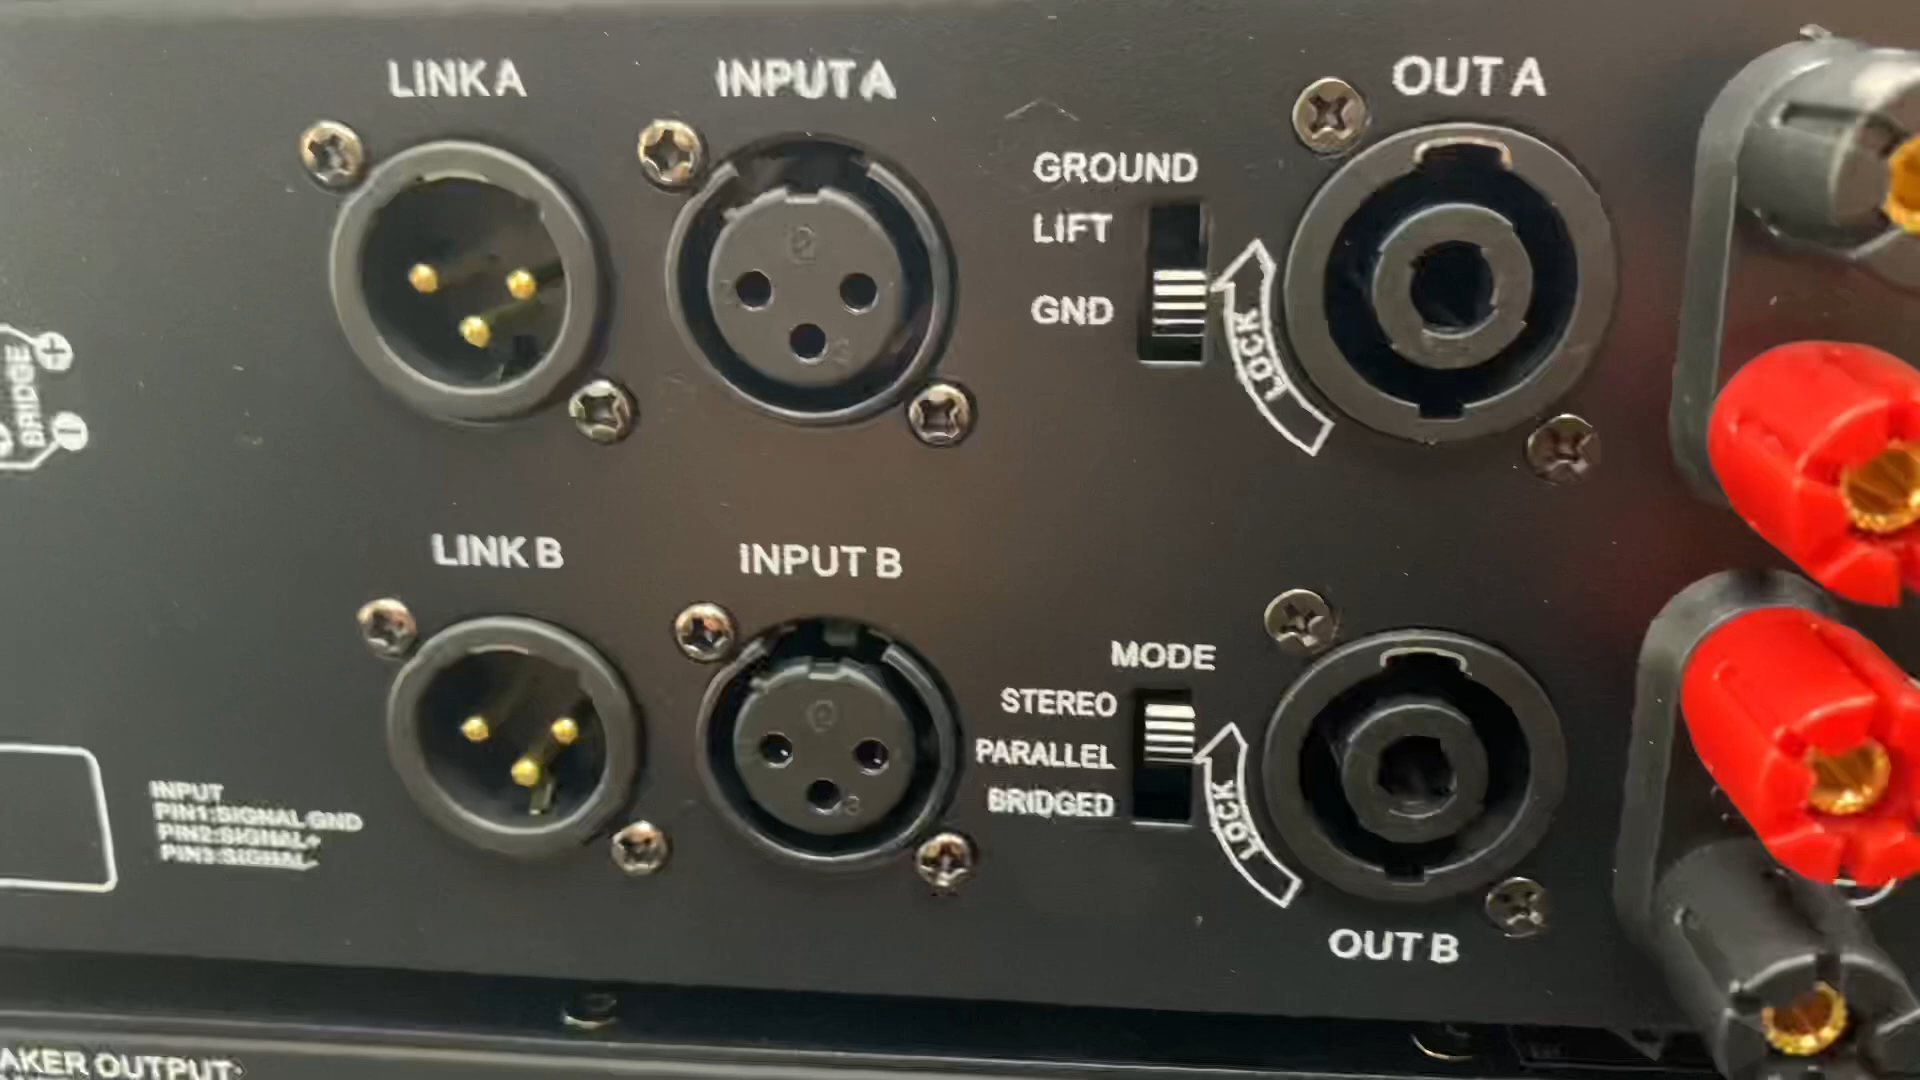 LINK A
INPUT A
OUT A
GROUND
LIFT
GND
LOCK
BRIDGE
LINK B
INPUT B
MODE
STEREO
PARALLEL
BRIDGED
LOCK
OUT B
INPUT
PIN1:SIGNAL GND
PIN2:SIGNAL+
PIN3:SIGNAL-
AKER OUTPUT